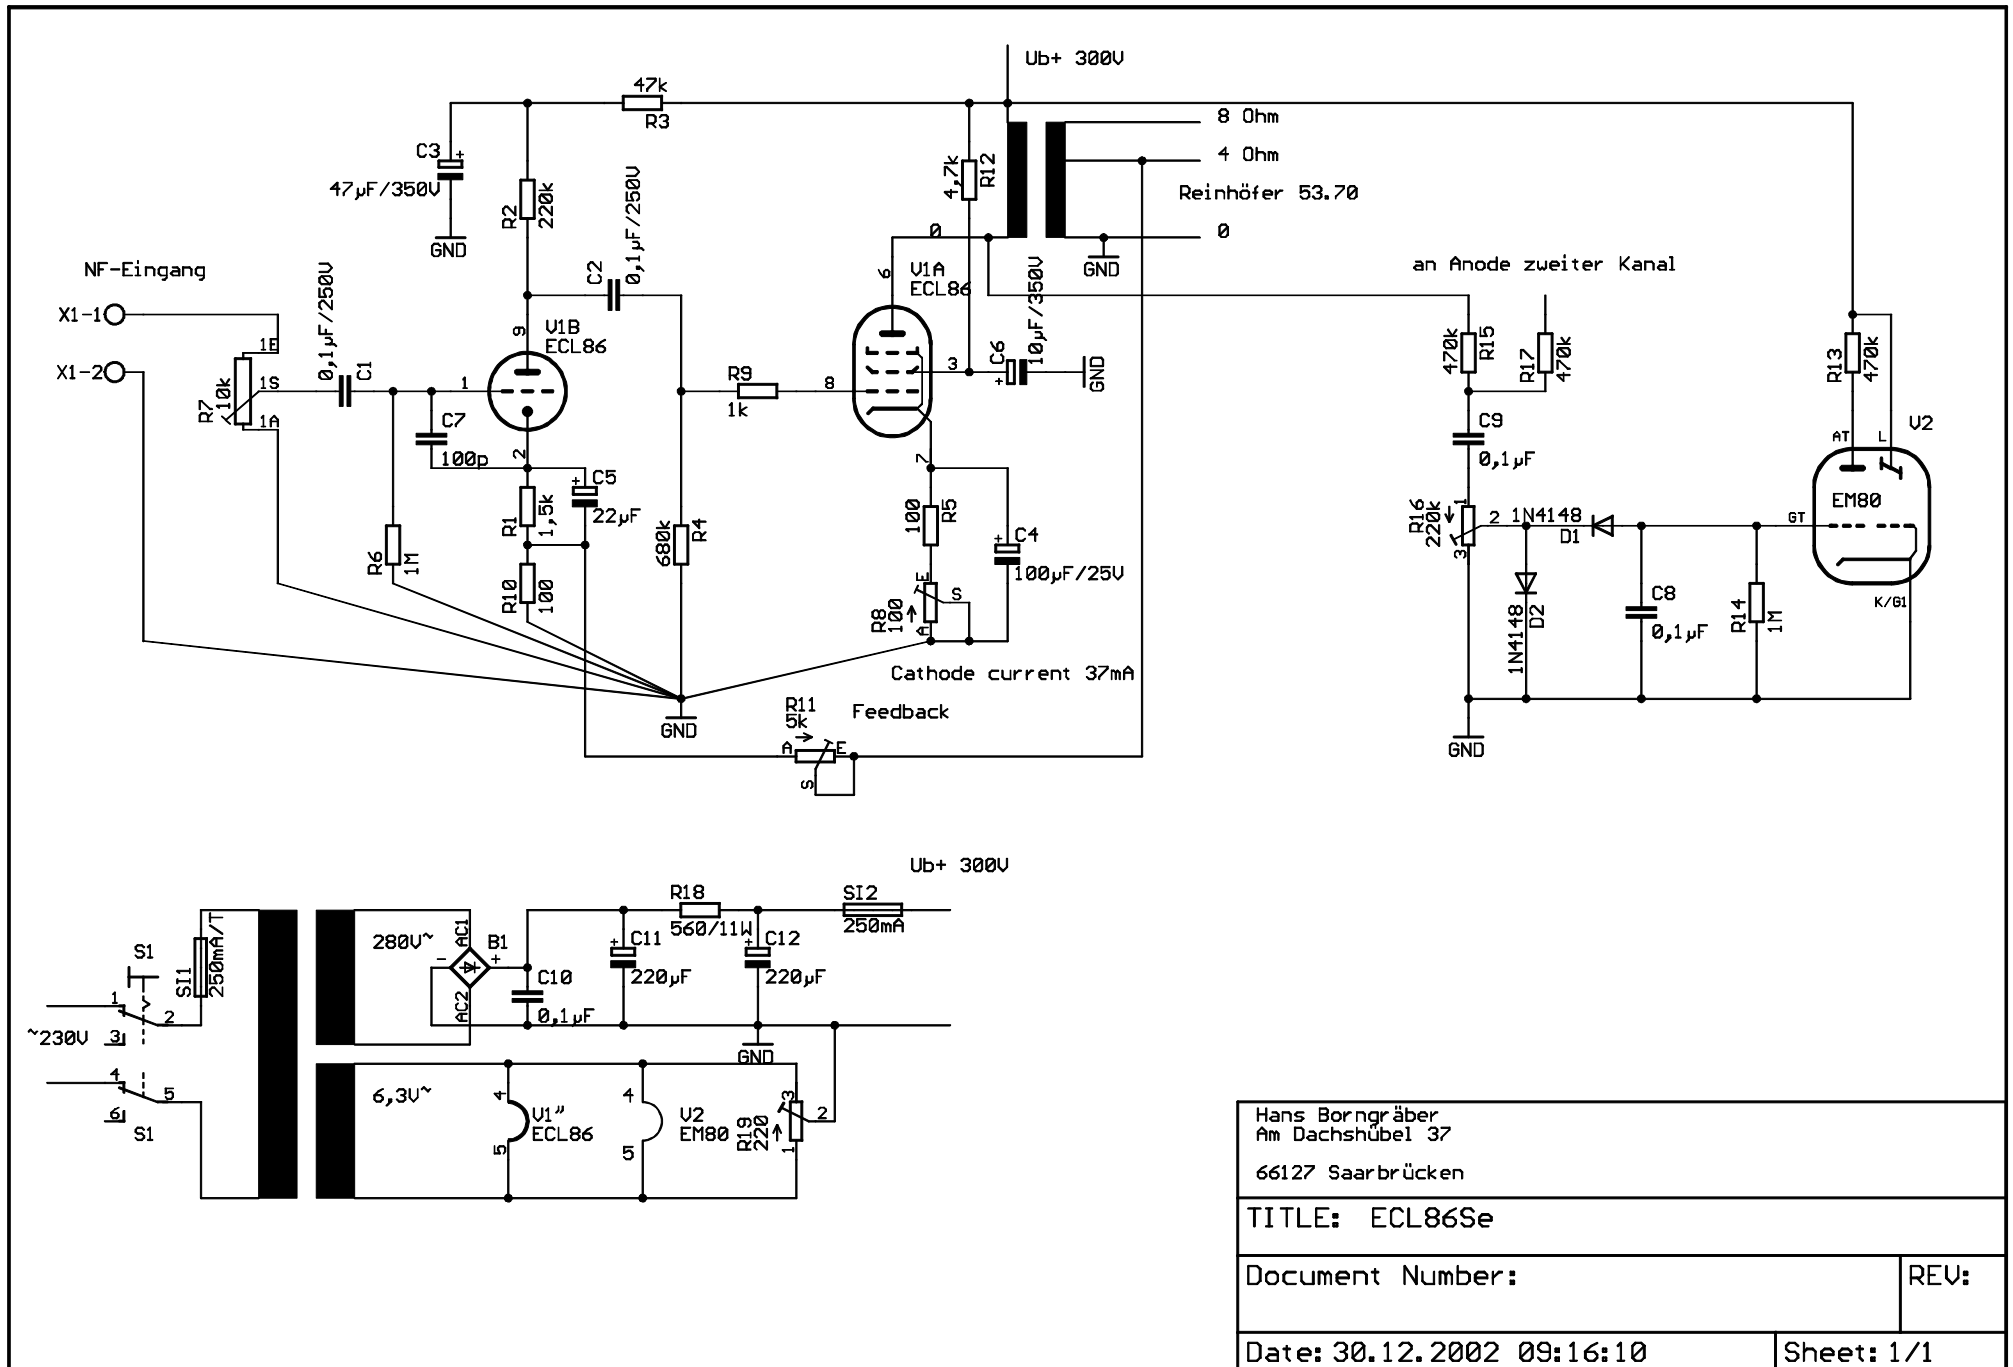 Ub+ 300V
47k
R3
8 Ohm
4 Ohm
Reinhöfer 53.70
0
0
GND
C3
+
47µF/350V
GND
R2
220k
4,7k
R12
C2
0,1µF/250V
NF-Eingang
X1-1
X1-2
R7
10k
1E
1S
1A
0,1µF/250V
C1
1
9
V1B
ECL86
2
C7
100p
R6
1M
R1
1,5k
+
C5
22µF
R10
100
680k
R4
R9
1k
8
6
V1A
ECL86
3
7
C6
10µF/350V
+
GND
100
R5
+
C4
100µF/25V
R8
100
E
S
A
Cathode current 37mA
GND
Feedback
R11
5k
A
E
S
an Anode zweiter Kanal
470k
R15
R17
470k
C9
0,1µF
R16
220k
1
2
3
1N4148
D1
1N4148
D2
C8
0,1µF
R14
1M
R13
470k
V2
AT
L
EM80
GT
K/G1
GND
Ub+ 300V
S1
1
2
3
~230V
4
5
6
S1
SI1
250mA/T
280V~
AC1
AC2
B1
-
+
C10
0,1µF
+
C11
220µF
R18
560/11W
+
C12
220µF
SI2
250mA
GND
6,3V~
4
5
V1"
ECL86
4
5
V2
EM80
R19
220
3
2
1
Hans Borngräber
Am Dachshübel 37
66127 Saarbrücken
TITLE: ECL86Se
Document Number:
REV:
Date: 30.12.2002 09:16:10
Sheet: 1/1